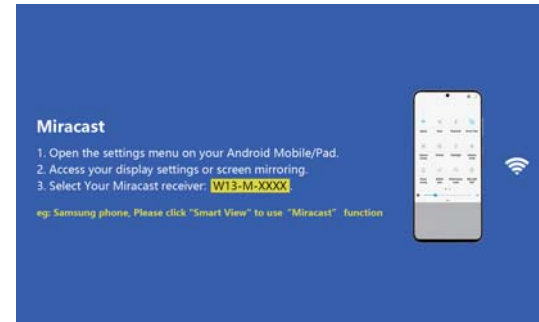 Miracast
1. Open the settings menu on your Android Mobile/Pad.
2. Access your display settings or screen mirroring.
3. Select Your Miracast receiver: W13-M-XXXX.
eg: Samsung phone, Please click "Smart View" to use "Miracast" function